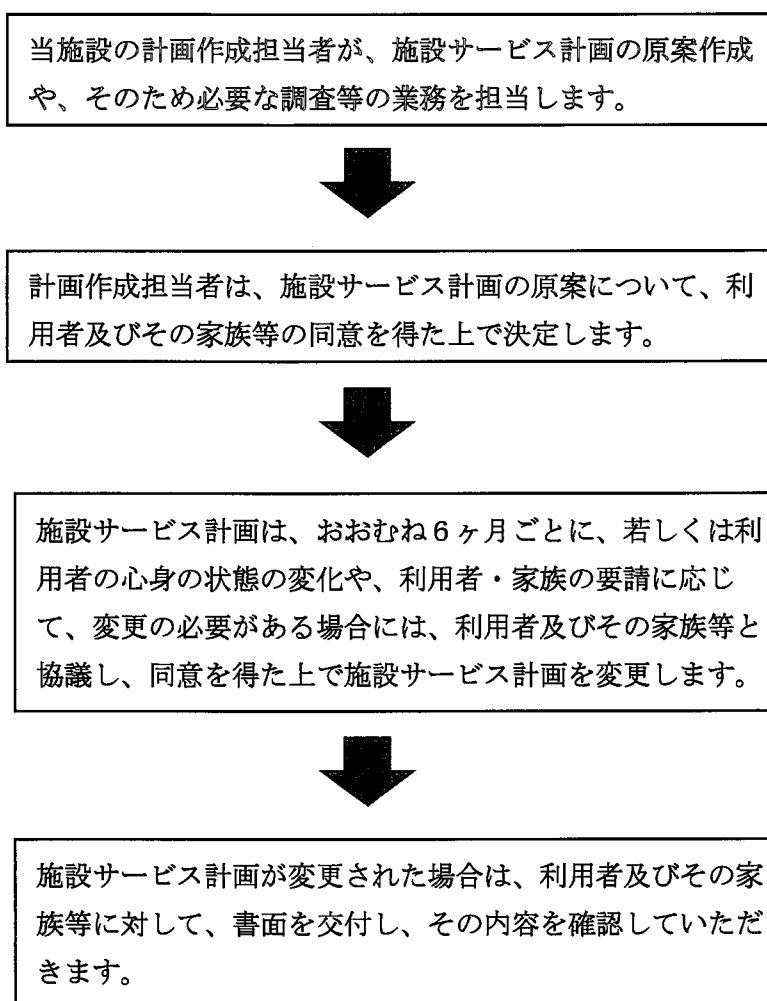 当施設の計画作成担当者が、施設サービス計画の原案作成
や、そのため必要な調査等の業務を担当します。
計画作成担当者は、施設サービス計画の原案について、利
用者及びその家族等の同意を得た上で決定します。
施設サービス計画は、おおむね６ヶ月ごとに、若しくは利
用者の心身の状態の変化や、利用者・家族の要請に応じ
て、変更の必要がある場合には、利用者及びその家族等と
協議し、同意を得た上で施設サービス計画を変更します。
施設サービス計画が変更された場合は、利用者及びその家
族等に対して、書面を交付し、その内容を確認していただ
きます。